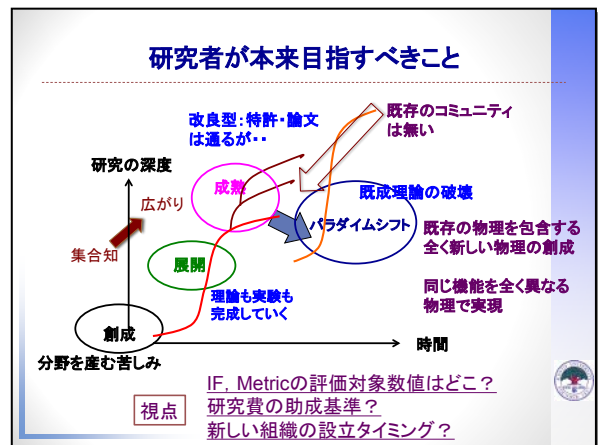 研究者が本来目指すべきこと
改良型：特許・論文
は通るが・・
既存のコミュニティ
は無い
研究の深度
成熟
広がり
既成理論の破壊
パラダイムシフト
既存の物理を包含する
全く新しい物理の創成
集合知
展開
理論も実験も
完成していく
同じ機能を全く異なる
物理で実現
創成
時間
分野を産む苦しみ
視点
IF，Metricの評価対象数値はどこ？
研究費の助成基準？
新しい組織の設立タイミング？